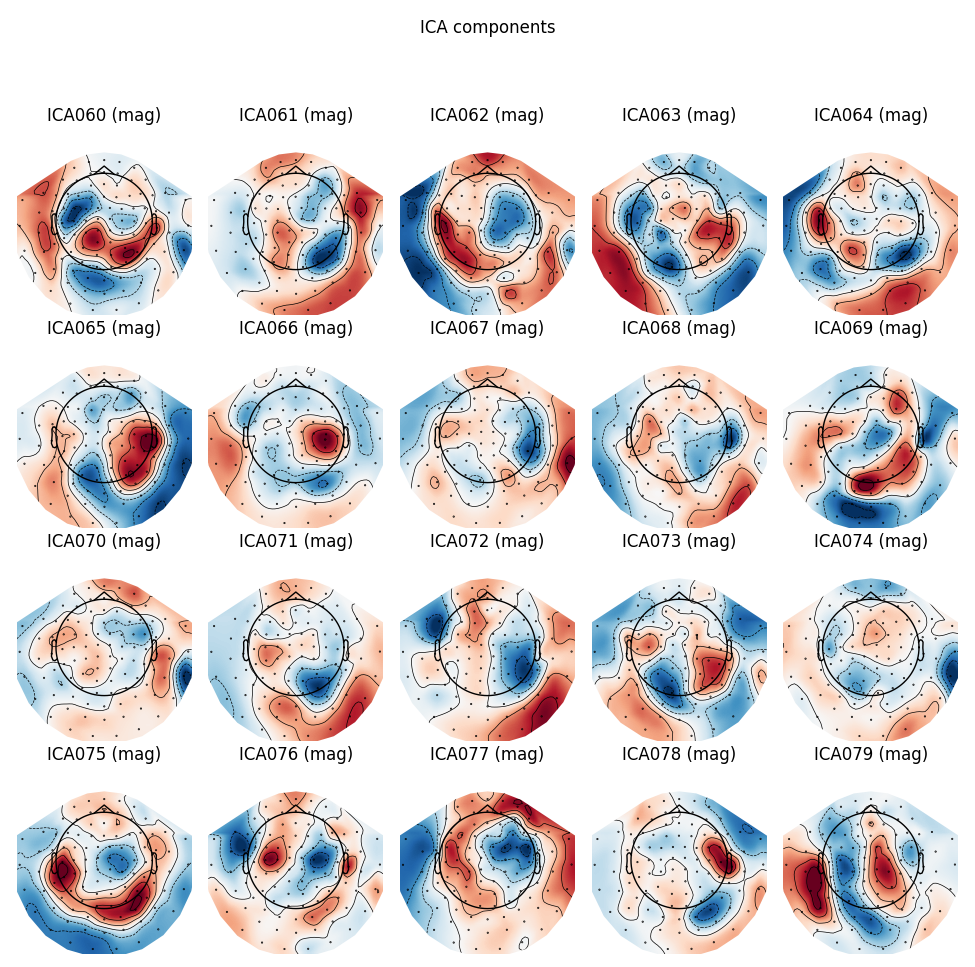 ICA components
ICA060 (mag) ICA061 (mag) ICA062 (mag) ICA063 (mag) ICA064 (mag)
ICA065 (mag) ICA066 (mag) ICA067 (mag) ICA068 (mag) ICA069 (mag)
ICA070 (mag) ICA071 (mag) ICA072 (mag) ICA073 (mag) ICA074 (mag)
ICA075 (mag) ICA076 (mag) ICA077 (mag) ICA078 (mag) ICA079 (mag)